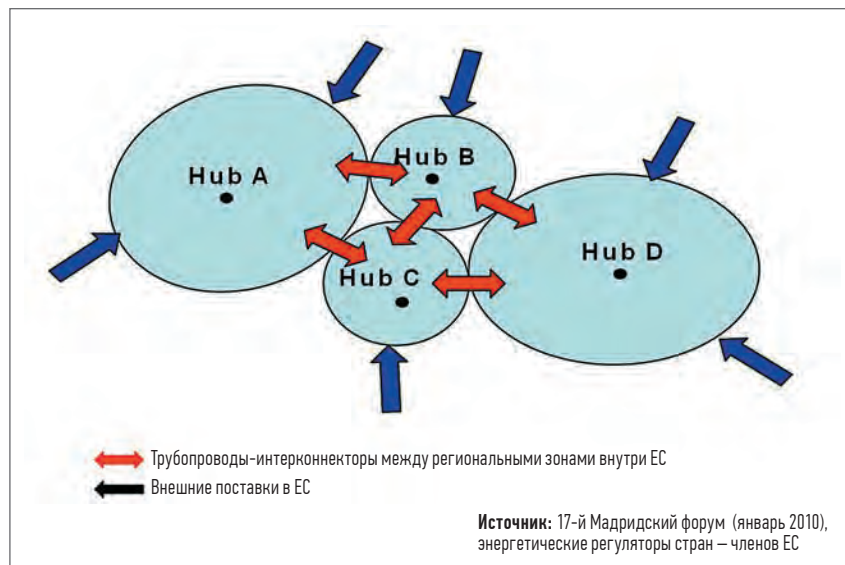 Hub A
Hub B
Hub C
Hub D
Трубопроводы-интерконнекторы между региональными зонами внутри ЕС
Внешние поставки в ЕС
Источник: 17-й Мадридский форум (январь 2010),
энергетические регуляторы стран – членов ЕС